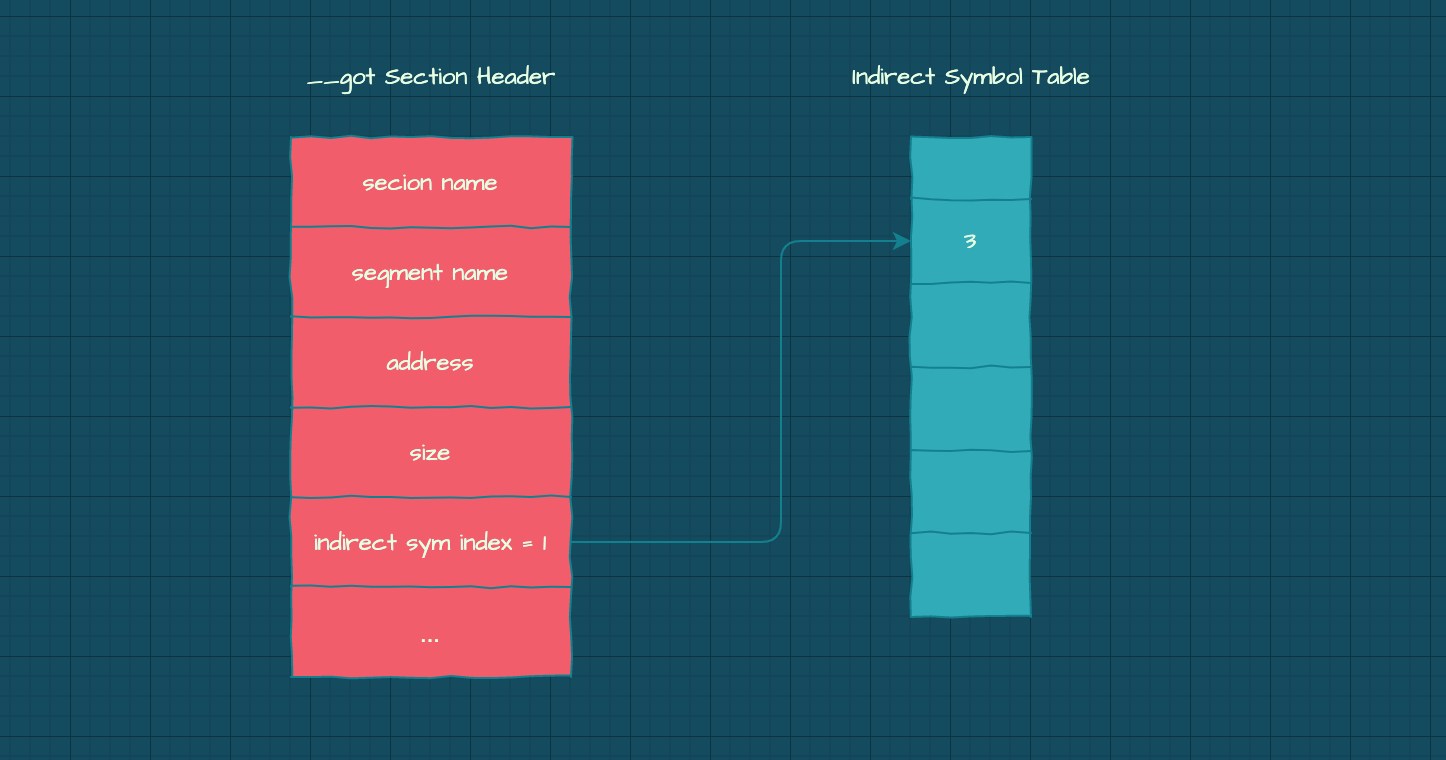 __got Section Header
Indirect Symbol Table
secion name
segment name
address
size
indirect sym index = 1
...
3